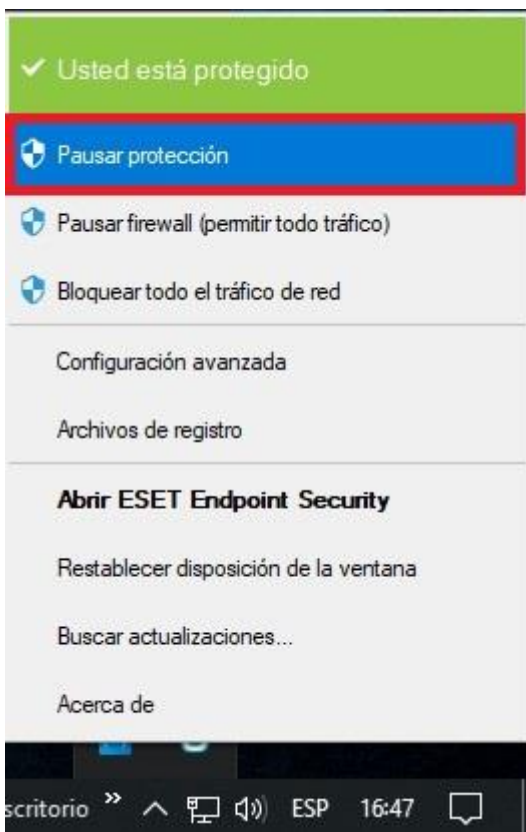 Usted está protegido
Pausar protección
Pausar firewall (permitir todo tráfico)
Bloquear todo el tráfico de red
Configuración avanzada
Archivos de registro
Abrir ESET Endpoint Security
Restablecer disposición de la ventana
Buscar actualizaciones...
Acerca de
scritorio » ESP 16:47